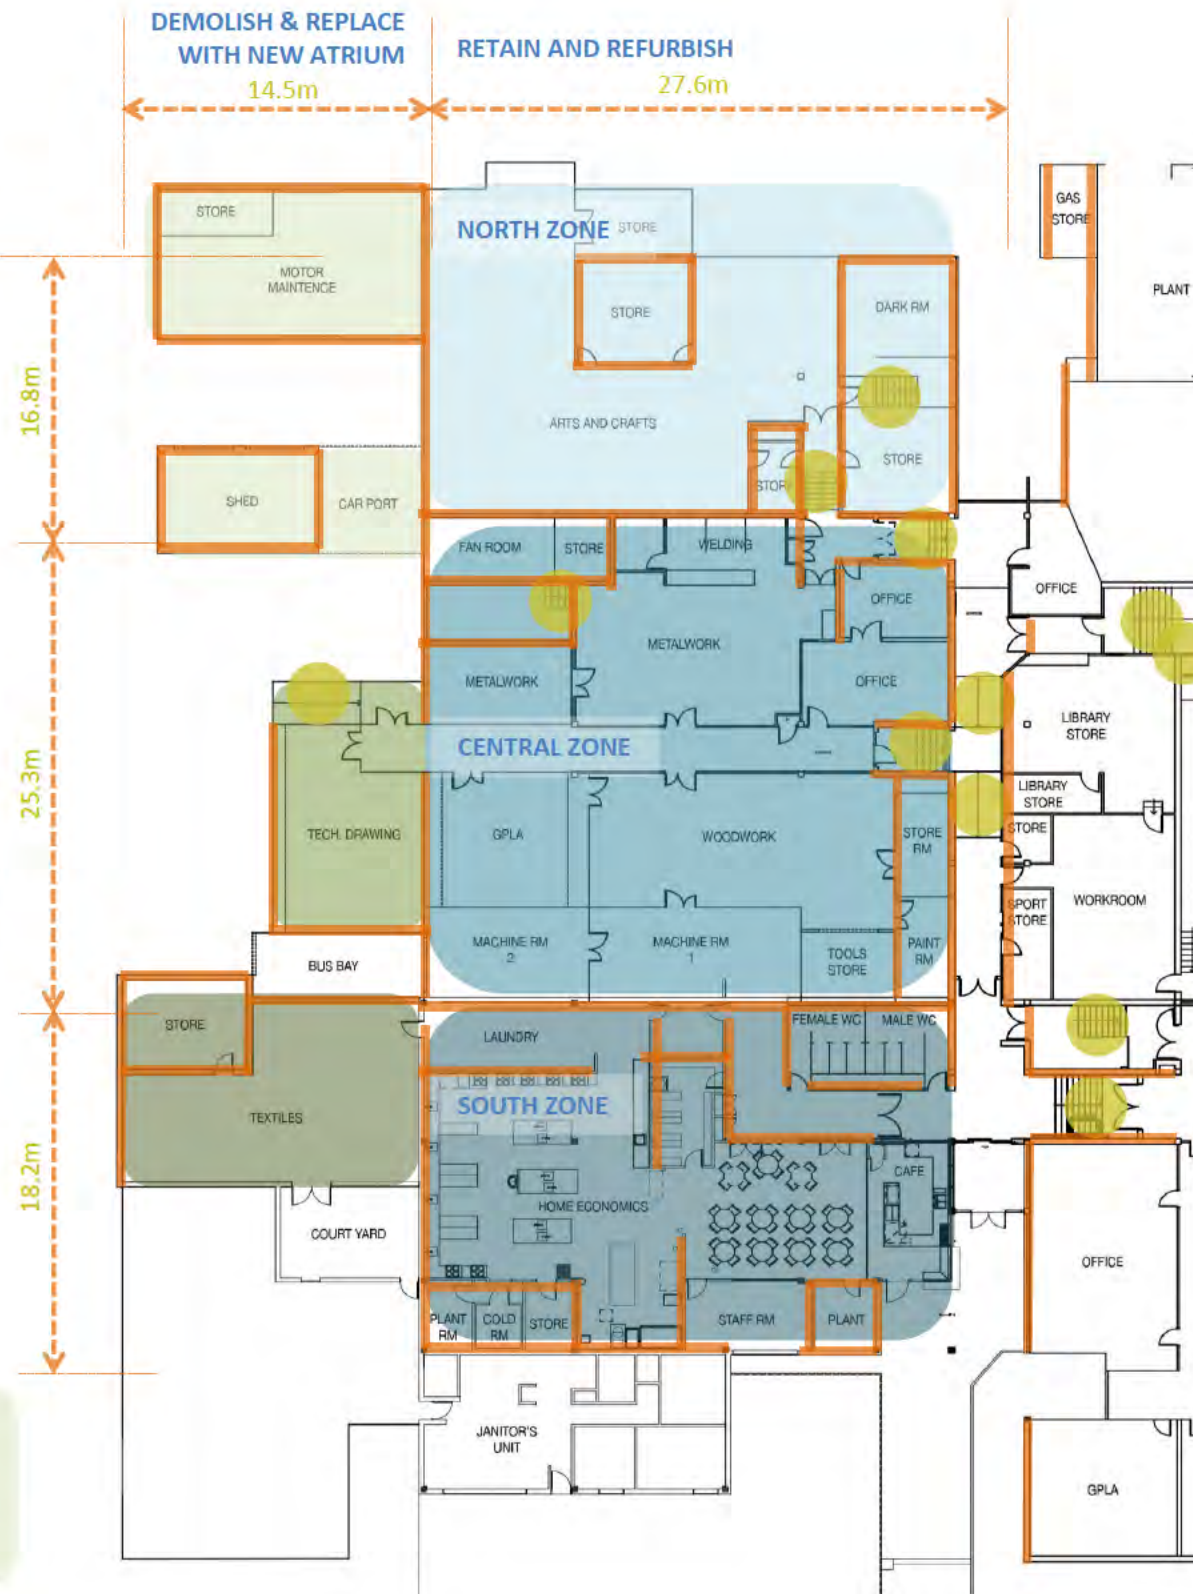 DEMOLISH & REPLACE
WITH NEW ATRIUM
14.5m
RETAIN AND REFURBISH
27.6m
16.8m
25.3m
18.2m
STORE
MOTOR
MAINTENCE
NORTH ZONE
STORE
STORE
DARK RM
GAS
STORE
PLANT
ARTS AND CRAFTS
STORE
STORE
SHED
CAR PORT
FAN ROOM
STORE
WELDING
OFFICE
OFFICE
METALWORK
METALWORK
OFFICE
LIBRARY
STORE
CENTRAL ZONE
LIBRARY
STORE
TECH. DRAWING
GPLA
WOODWORK
STORE
RM
STORE
SPORT
STORE
WORKROOM
BUS BAY
MACHINE RM
2
MACHINE RM
1
TOOLS
STORE
PAINT
RM
STORE
LAUNDRY
FEMALE WC
MALE WC
TEXTILES
SOUTH ZONE
CAFE
HOME ECONOMICS
COURT YARD
OFFICE
PLANT
RM
COLD
RM
STORE
STAFF RM
PLANT
JANITOR'S
UNIT
GPLA